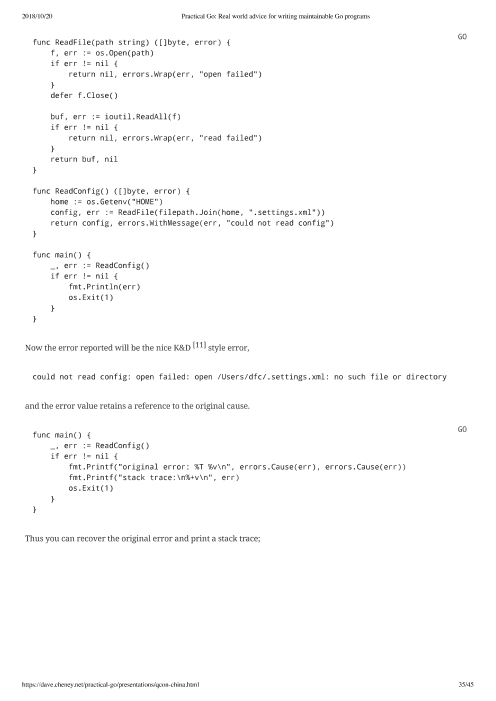 2018/10/20 Practical Go: Real world advice for writing maintainable Go programs
GO
func ReadFile(path string) ([]byte, error) {
    f, err := os.Open(path)
    if err != nil {
        return nil, errors.Wrap(err, "open failed")
    }
    defer f.Close()

    buf, err := ioutil.ReadAll(f)
    if err != nil {
        return nil, errors.Wrap(err, "read failed")
    }
    return buf, nil
}

func ReadConfig() ([]byte, error) {
    home := os.Getenv("HOME")
    config, err := ReadFile(filepath.Join(home, ".settings.xml"))
    return config, errors.WithMessage(err, "could not read config")
}

func main() {
    _, err := ReadConfig()
    if err != nil {
        fmt.Println(err)
        os.Exit(1)
    }
}

Now the error reported will be the nice K&D [11] style error,

could not read config: open failed: open /Users/dfc/.settings.xml: no such file or directory

and the error value retains a reference to the original cause.

GO
func main() {
    _, err := ReadConfig()
    if err != nil {
        fmt.Printf("original error: %T %v\n", errors.Cause(err), errors.Cause(err))
        fmt.Printf("stack trace:\n%+v\n", err)
        os.Exit(1)
    }
}

Thus you can recover the original error and print a stack trace;

https://dave.cheney.net/practical-go/presentations/qcon-china.html 35/45